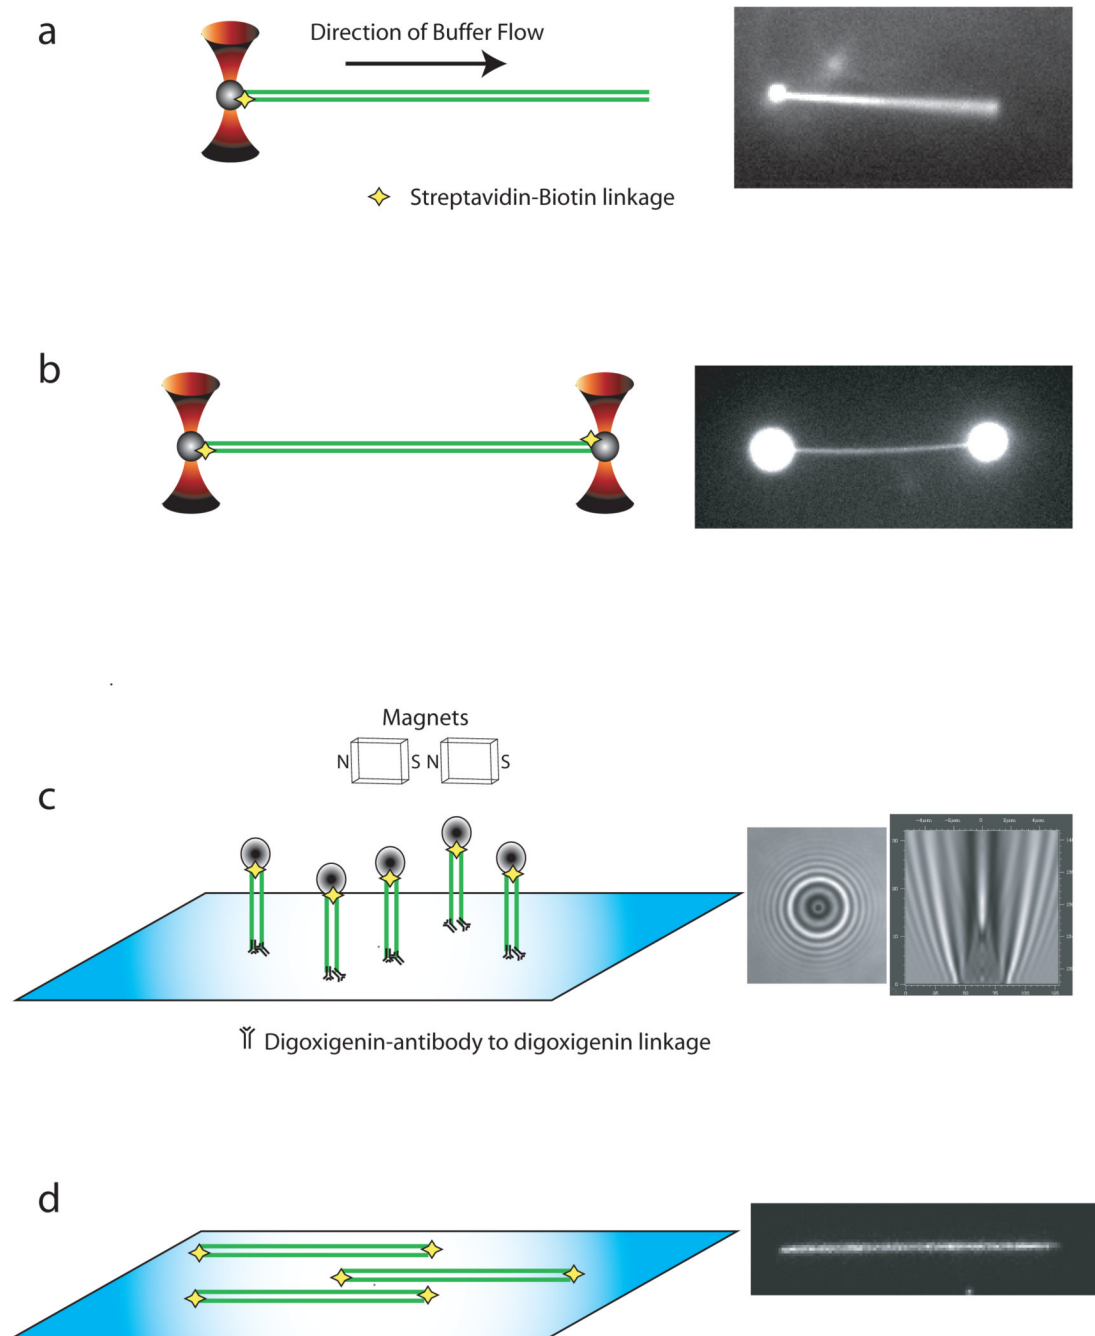 a
Direction of Buffer Flow
Streptavidin-Biotin linkage
b
Magnets
N S N S
c
Digoxigenin-antibody to digoxigenin linkage
d